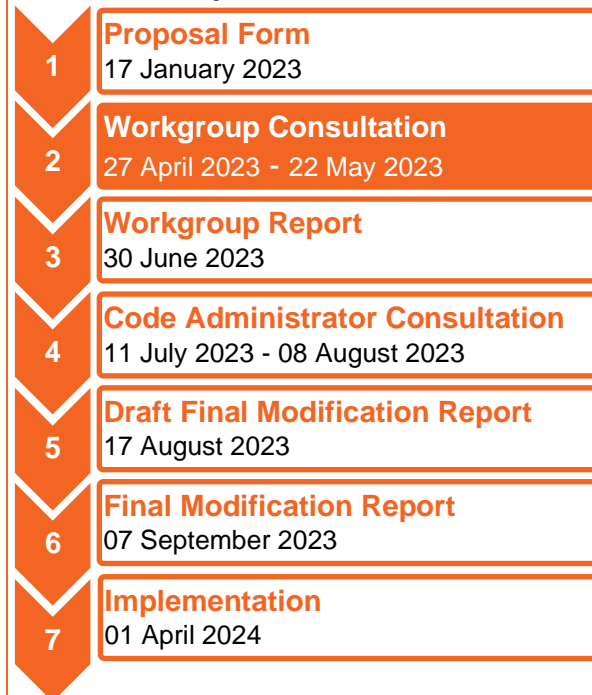 1
Proposal Form
17 January 2023
2
Workgroup Consultation
27 April 2023 - 22 May 2023
3
Workgroup Report
30 June 2023
4
Code Administrator Consultation
11 July 2023 - 08 August 2023
5
Draft Final Modification Report
17 August 2023
6
Final Modification Report
07 September 2023
7
Implementation
01 April 2024